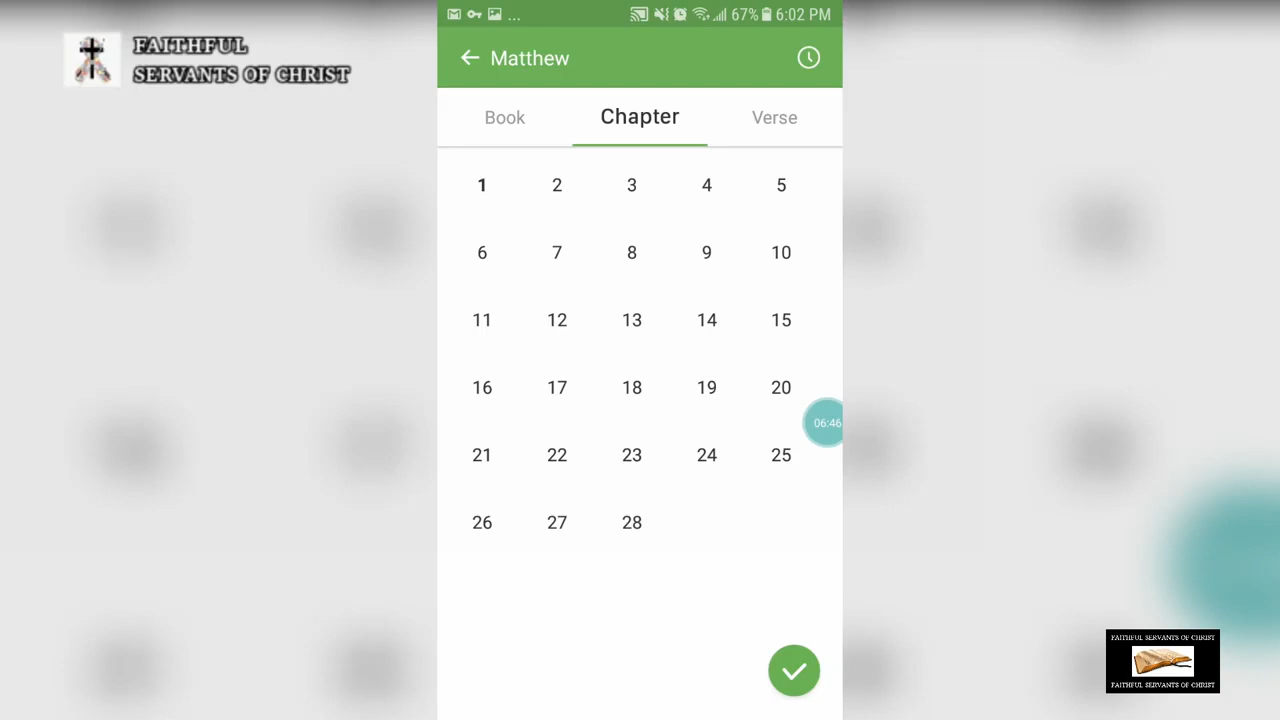 FAITHFUL
SERVANTS OF CHRIST
... 67% 6:02 PM
Matthew
Book Chapter Verse
1 2 3 4 5
6 7 8 9 10
11 12 13 14 15
16 17 18 19 20
06:46
21 22 23 24 25
26 27 28
FAITHFUL SERVANTS OF CHRIST
FAITHFUL SERVANTS OF CHRIST